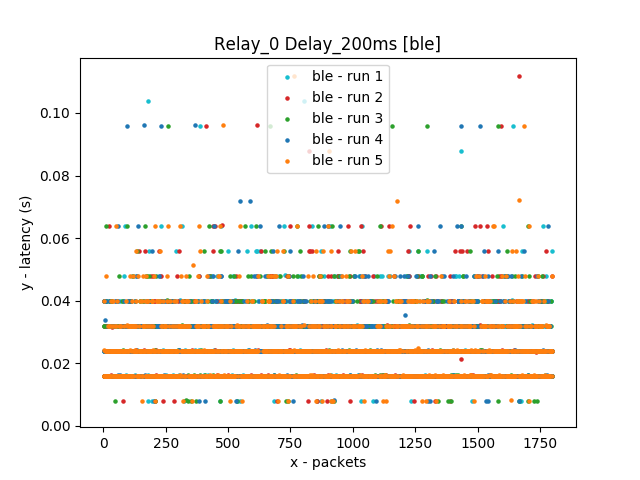 Relay_0 Delay_200ms [ble]
y - latency (s)
0.10
0.08
0.06
0.04
0.02
0.00
ble - run 1
ble - run 2
ble - run 3
ble - run 4
ble - run 5
0 250 500 750 1000 1250 1500 1750
x - packets